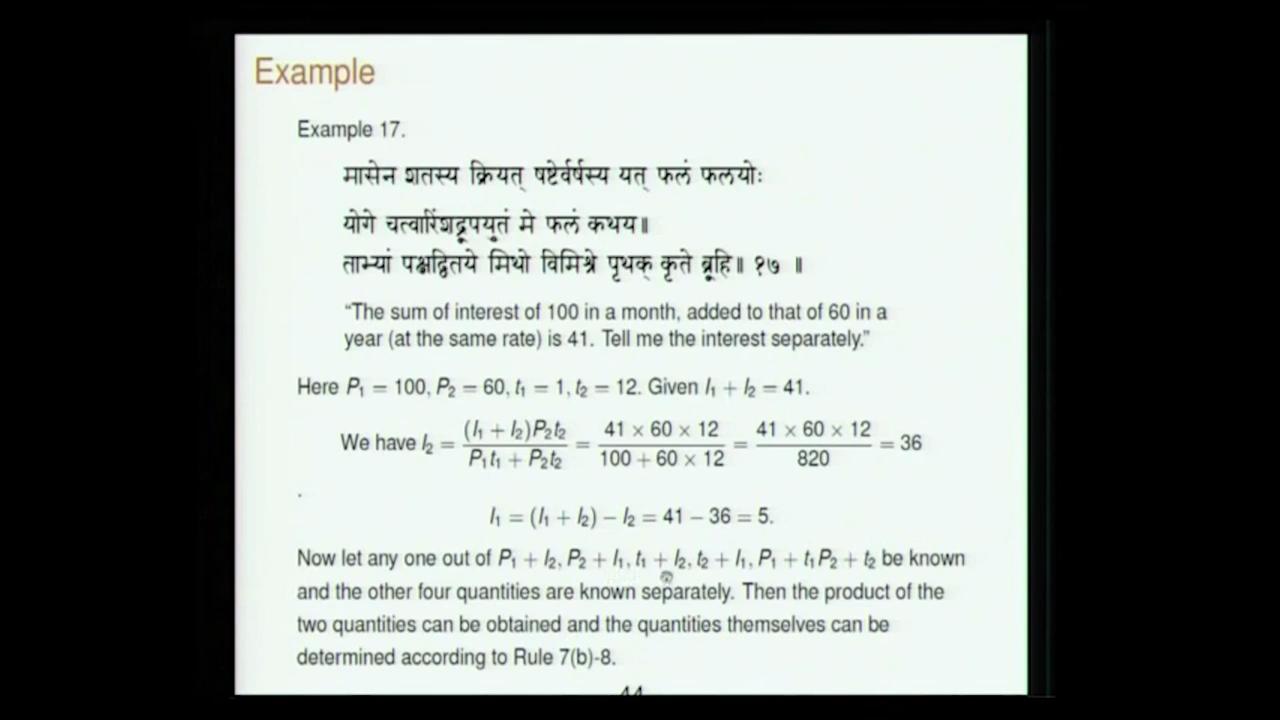 Example
Example 17.
मासेन शतस्य क्रियत् षष्टेर्वर्षस्य यत् फलं फलयोः
योगे चत्वारिंशद्रूपयुतं मे फलं कथय॥
ताभ्यां पक्षद्वितये मिथो विमिश्रे पृथक् कृते ब्रूहि॥ १७ ॥
“The sum of interest of 100 in a month, added to that of 60 in a
year (at the same rate) is 41. Tell me the interest separately.”
Here P₁ = 100, P₂ = 60, t₁ = 1, t₂ = 12. Given I₁ + I₂ = 41.
We have I₂ = (I₁ + I₂)P₂t₂ / P₁t₁ + P₂t₂ = 41 × 60 × 12 / 100 + 60 × 12 = 41 × 60 × 12 / 820 = 36
.
I₁ = (I₁ + I₂) − I₂ = 41 − 36 = 5.
Now let any one out of P₁ + I₂, P₂ + I₁, t₁ + I₂, t₂ + I₁, P₁ + t₁P₂ + t₂ be known
and the other four quantities are known separately. Then the product of the
two quantities can be obtained and the quantities themselves can be
determined according to Rule 7(b)-8.
44